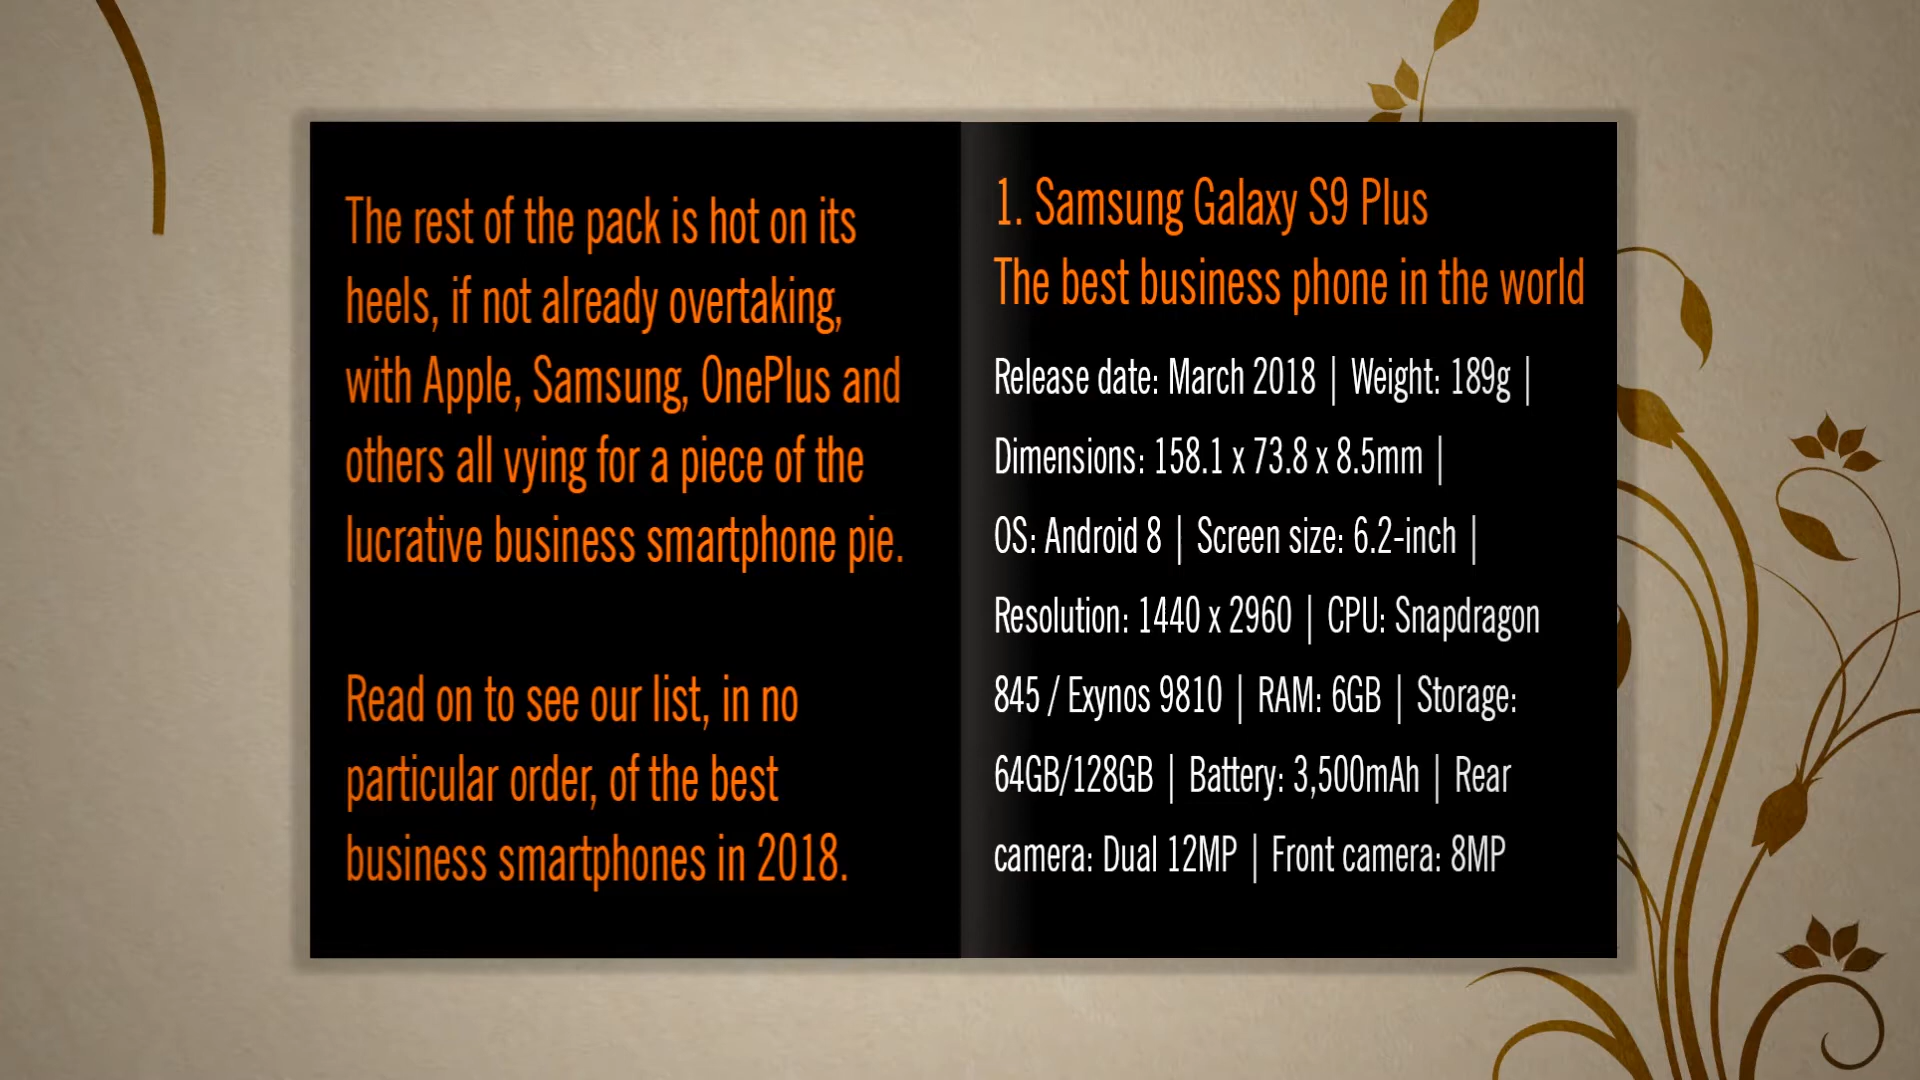 The rest of the pack is hot on its
heels, if not already overtaking,
with Apple, Samsung, OnePlus and
others all vying for a piece of the
lucrative business smartphone pie.
Read on to see our list, in no
particular order, of the best
business smartphones in 2018.
1. Samsung Galaxy S9 Plus
The best business phone in the world
Release date: March 2018 | Weight: 189g |
Dimensions: 158.1 x 73.8 x 8.5mm |
OS: Android 8 | Screen size: 6.2-inch |
Resolution: 1440 x 2960 | CPU: Snapdragon
845 / Exynos 9810 | RAM: 6GB | Storage:
64GB/128GB | Battery: 3,500mAh | Rear
camera: Dual 12MP | Front camera: 8MP